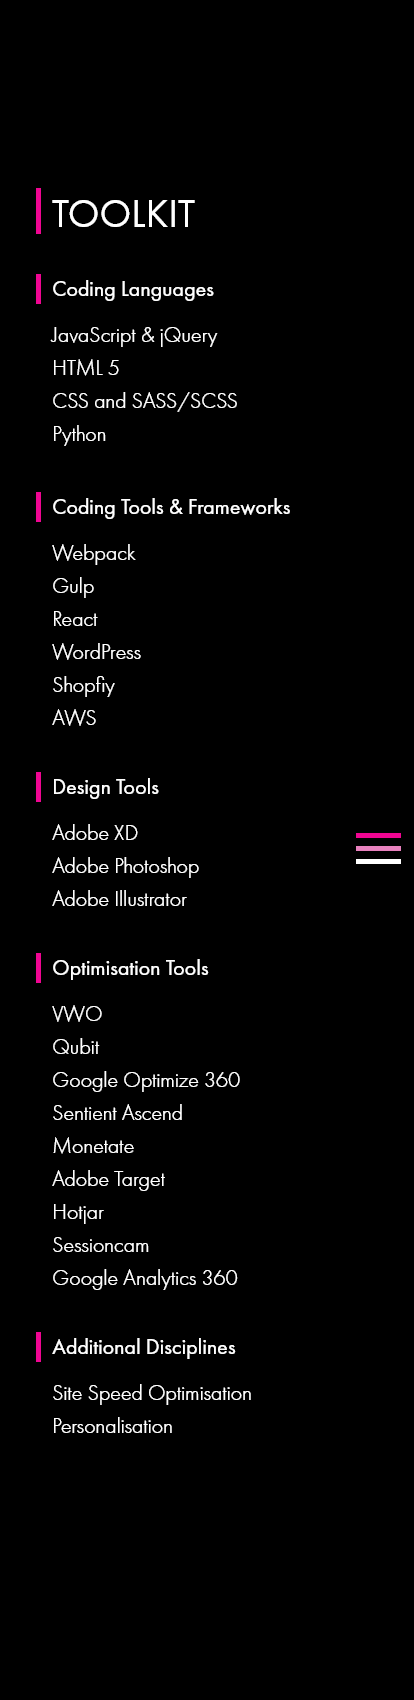 TOOLKIT
Coding Languages
JavaScript & jQuery
HTML 5
CSS and SASS/SCSS
Python
Coding Tools & Frameworks
Webpack
Gulp
React
WordPress
Shopfiy
AWS
Design Tools
Adobe XD
Adobe Photoshop
Adobe Illustrator
Optimisation Tools
VWO
Qubit
Google Optimize 360
Sentient Ascend
Monetate
Adobe Target
Hotjar
Sessioncam
Google Analytics 360
Additional Disciplines
Site Speed Optimisation
Personalisation